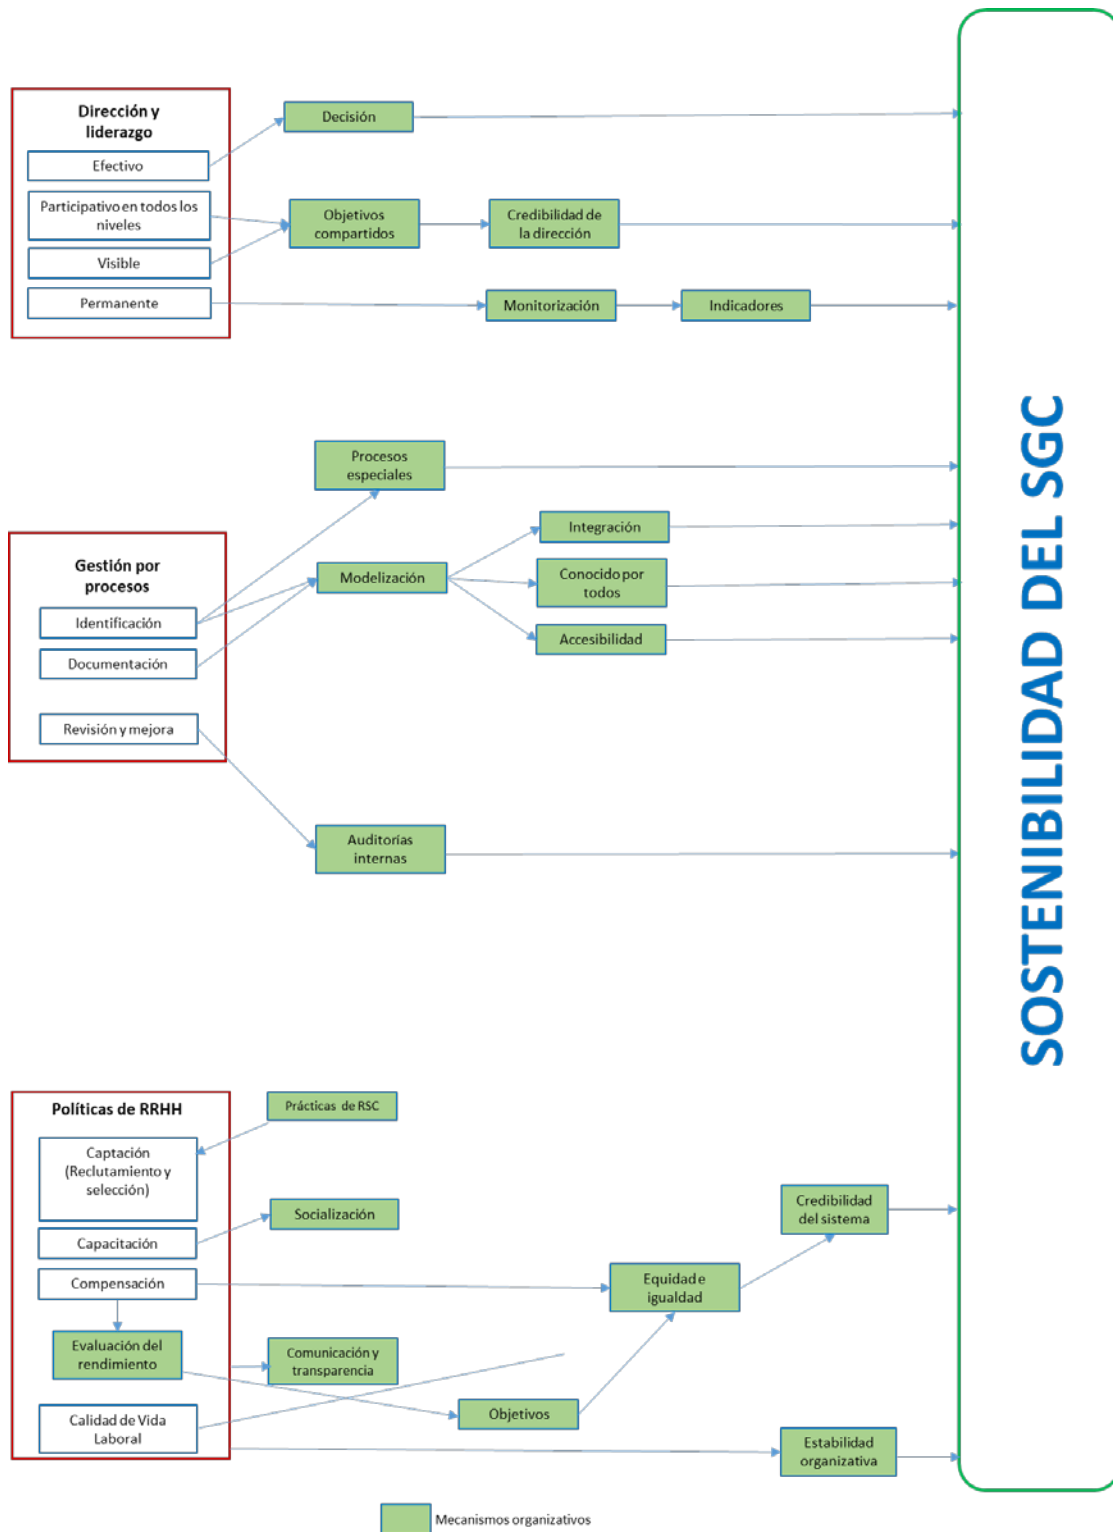 Dirección y
liderazgo
Efectivo
Participativo en todos los
niveles
Visible
Permanente
Decisión
Objetivos
compartidos
Credibilidad de
la dirección
Monitorización
Indicadores
Gestión por
procesos
Identificación
Documentación
Revisión y mejora
Procesos
especiales
Modelización
Integración
Conocido por
todos
Accesibilidad
Auditorías
internas
Políticas de RRHH
Captación
(Reclutamiento y
selección)
Capacitación
Compensación
Evaluación del
rendimiento
Calidad de Vida
Laboral
Prácticas de RSC
Socialización
Comunicación y
transparencia
Objetivos
Equidad e
igualdad
Credibilidad
del sistema
Estabilidad
organizativa
SOSTENIBILIDAD DEL SGC
Mecanismos organizativos